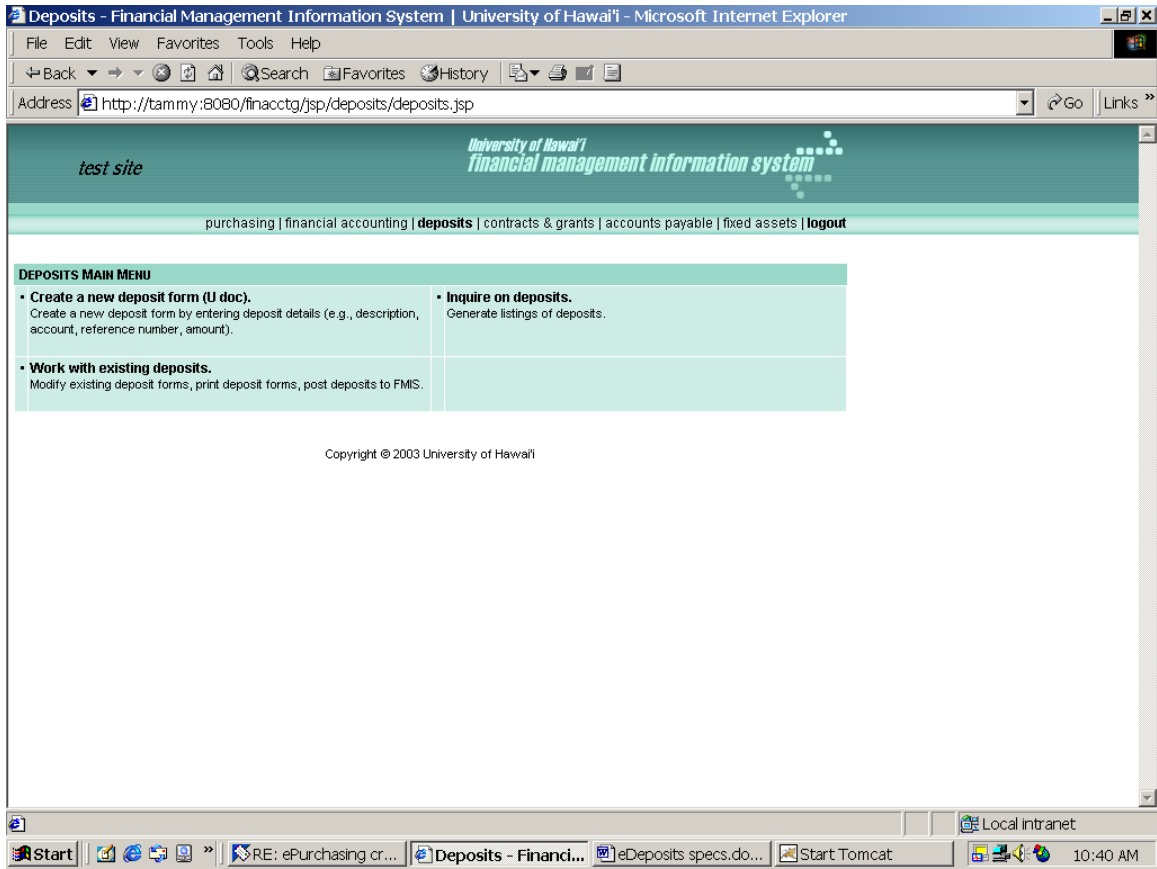 Deposits - Financial Management Information System | University of Hawai'i - Microsoft Internet Explorer
File Edit View Favorites Tools Help
Back Search Favorites History
Address http://tammy:8080/finacctg/jsp/deposits/deposits.jsp Go Links »
University of Hawai'i
test site financial management information system
purchasing | financial accounting | deposits | contracts & grants | accounts payable | fixed assets | logout
DEPOSITS MAIN MENU
▪ Create a new deposit form (U doc).
Create a new deposit form by entering deposit details (e.g., description,
account, reference number, amount).
▪ Inquire on deposits.
Generate listings of deposits.
▪ Work with existing deposits.
Modify existing deposit forms, print deposit forms, post deposits to FMIS.
Copyright © 2003 University of Hawai'i
Local intranet
Start » RE: ePurchasing cr... Deposits - Financi... eDeposits specs.do... Start Tomcat 10:40 AM